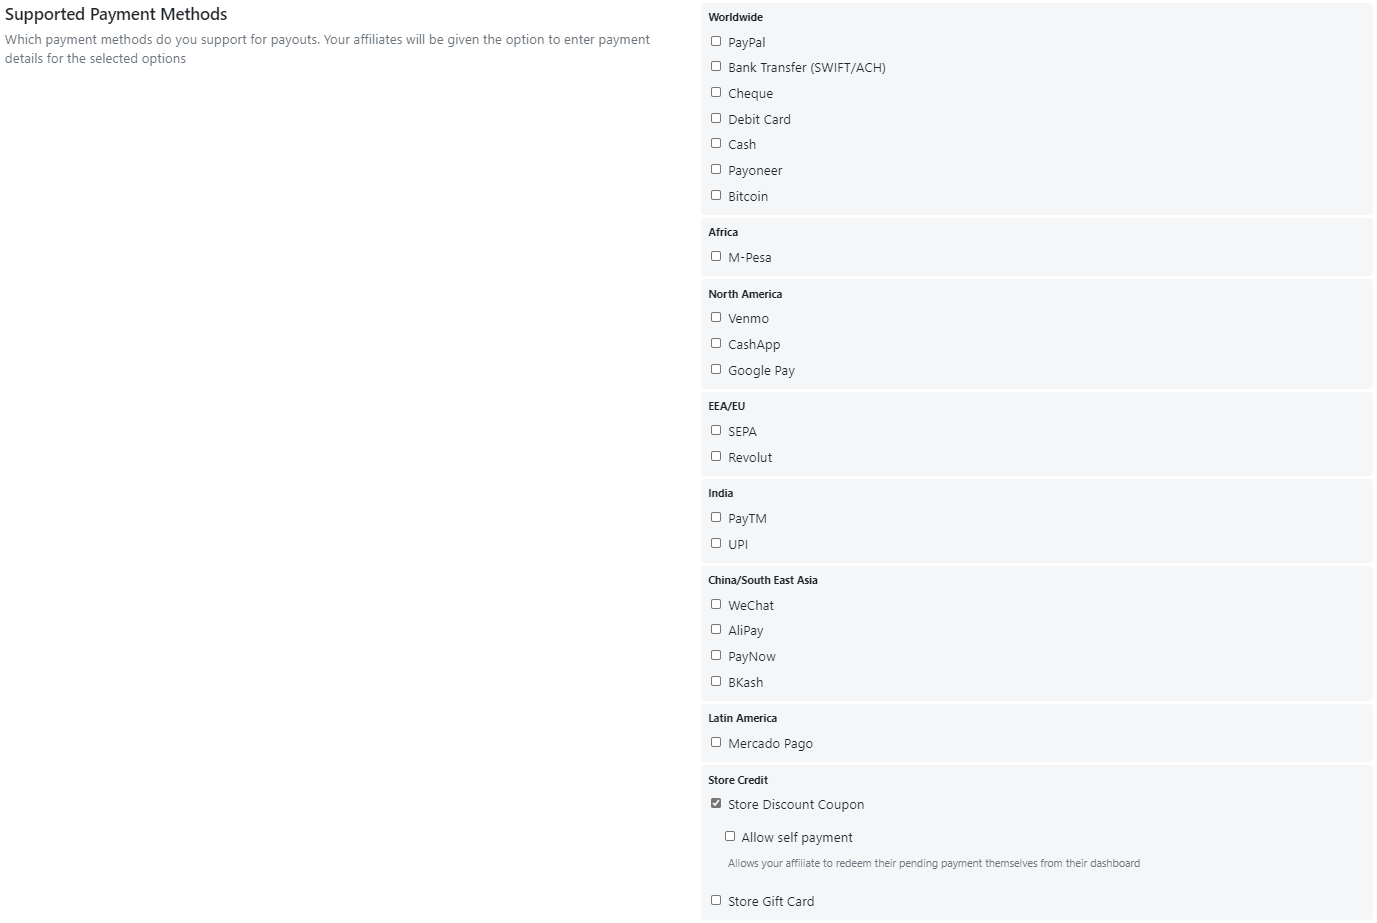 Supported Payment Methods
Which payment methods do you support for payouts. Your affiliates will be given the option to enter payment
details for the selected options
Worldwide
PayPal
Bank Transfer (SWIFT/ACH)
Cheque
Debit Card
Cash
Payoneer
Bitcoin
Africa
M-Pesa
North America
Venmo
CashApp
Google Pay
EEA/EU
SEPA
Revolut
India
PayTM
UPI
China/South East Asia
WeChat
AliPay
PayNow
BKash
Latin America
Mercado Pago
Store Credit
Store Discount Coupon
Allow self payment
Allows your affiliate to redeem their pending payment themselves from their dashboard
Store Gift Card